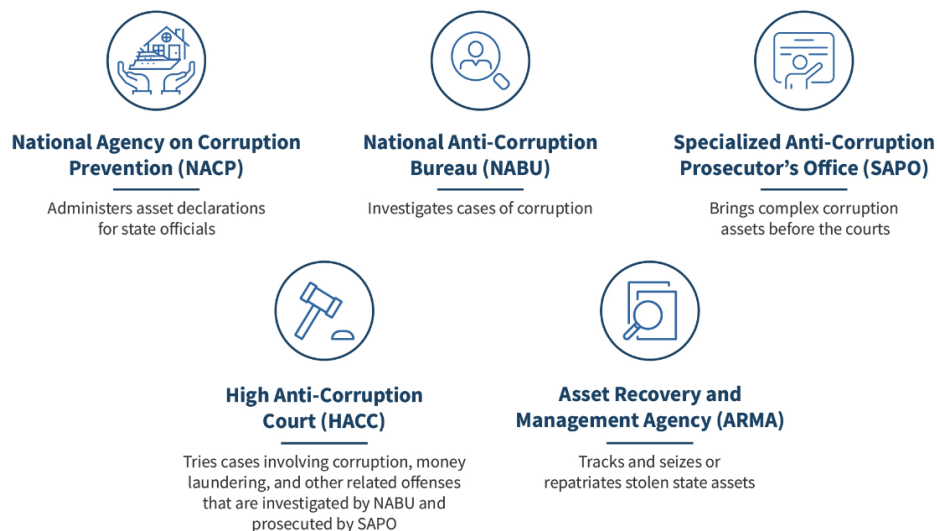 National Agency on Corruption
Prevention (NACP)
Administers asset declarations
for state officials
National Anti-Corruption
Bureau (NABU)
Investigates cases of corruption
Specialized Anti-Corruption
Prosecutor’s Office (SAPO)
Brings complex corruption
assets before the courts
High Anti-Corruption
Court (HACC)
Tries cases involving corruption, money
laundering, and other related offenses
that are investigated by NABU and
prosecuted by SAPO
Asset Recovery and
Management Agency (ARMA)
Tracks and seizes or
repatriates stolen state assets